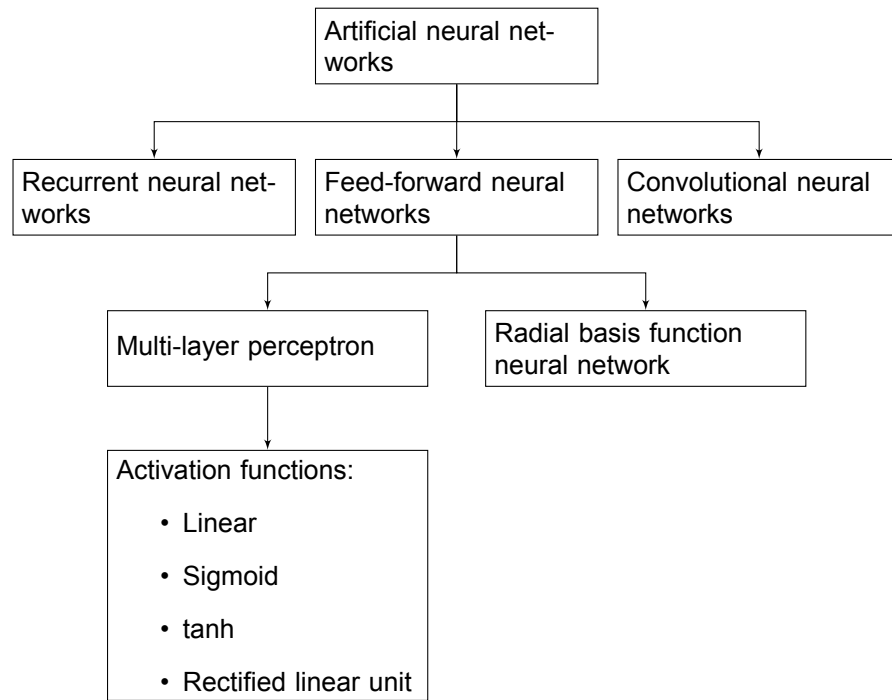 Artificial neural net-
works
Recurrent neural net-
works
Feed-forward neural
networks
Convolutional neural
networks
Multi-layer perceptron
Radial basis function
neural network
Activation functions:
• Linear
• Sigmoid
• tanh
• Rectified linear unit